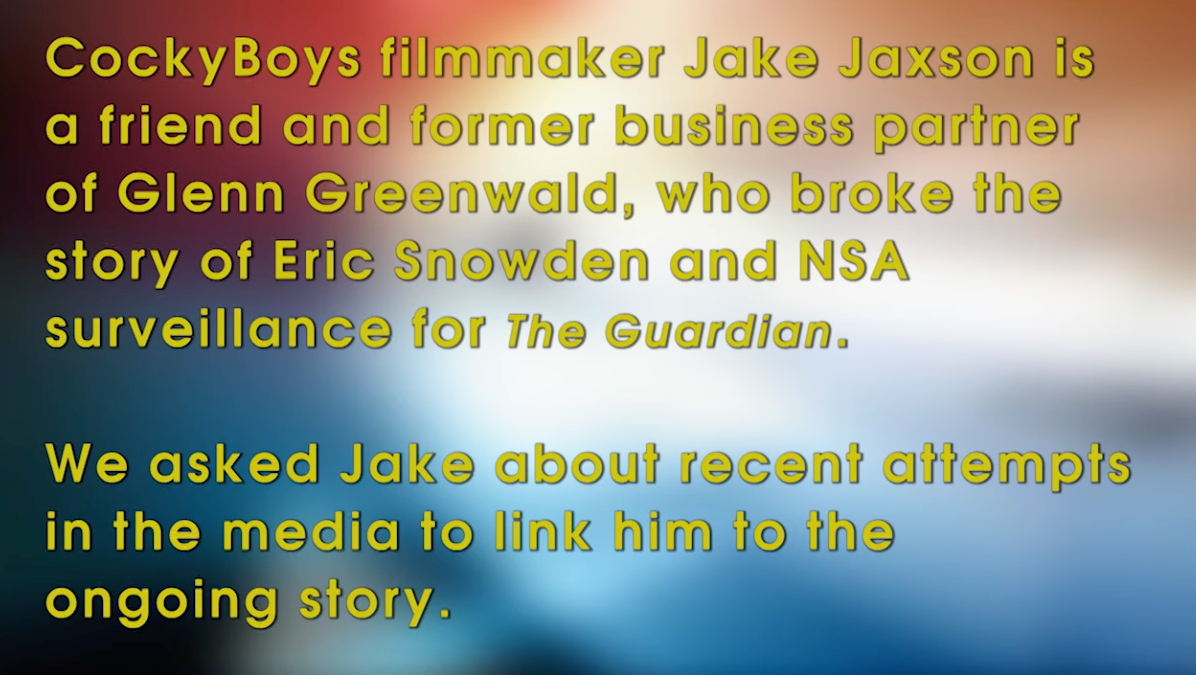 CockyBoys filmmaker Jake Jaxson is
a friend and former business partner
of Glenn Greenwald, who broke the
story of Eric Snowden and NSA
surveillance for The Guardian.
We asked Jake about recent attempts
in the media to link him to the
ongoing story.